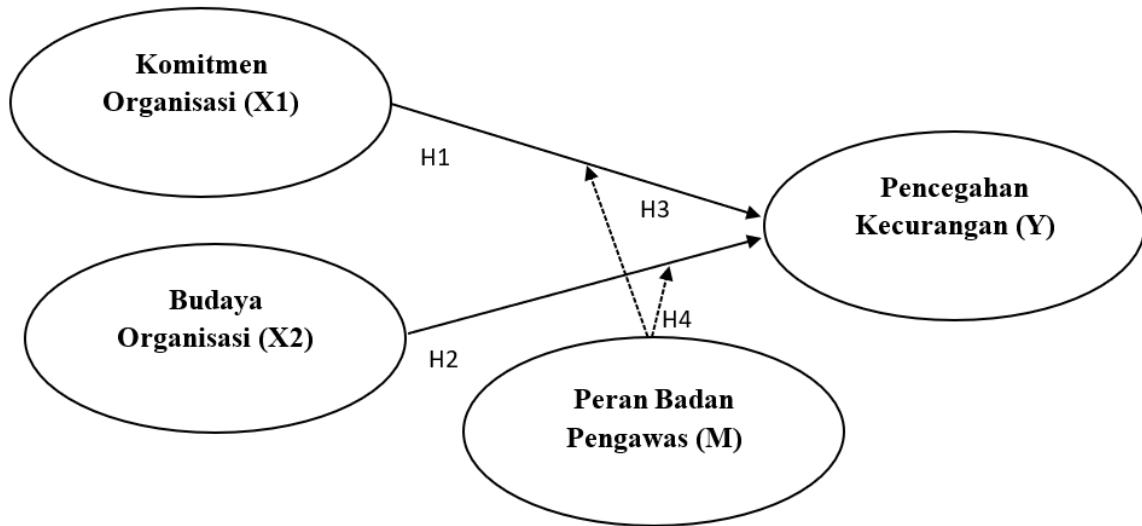 Komitmen
Organisasi (X1)
H1
H3
Pencegahan
Kecurangan (Y)
Budaya
Organisasi (X2)
H2
H4
Peran Badan
Pengawas (M)